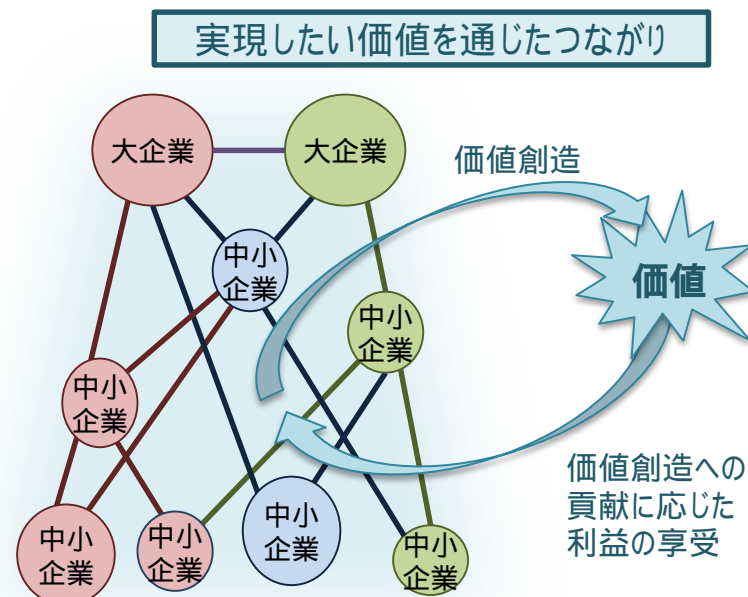 実現したい価値を通じたつながり
大企業
大企業
価値創造
中小
企業
価値
中小
企業
中小
企業
価値創造への
貢献に応じた
利益の享受
中小
企業
中小
企業
中小
企業
中小
企業